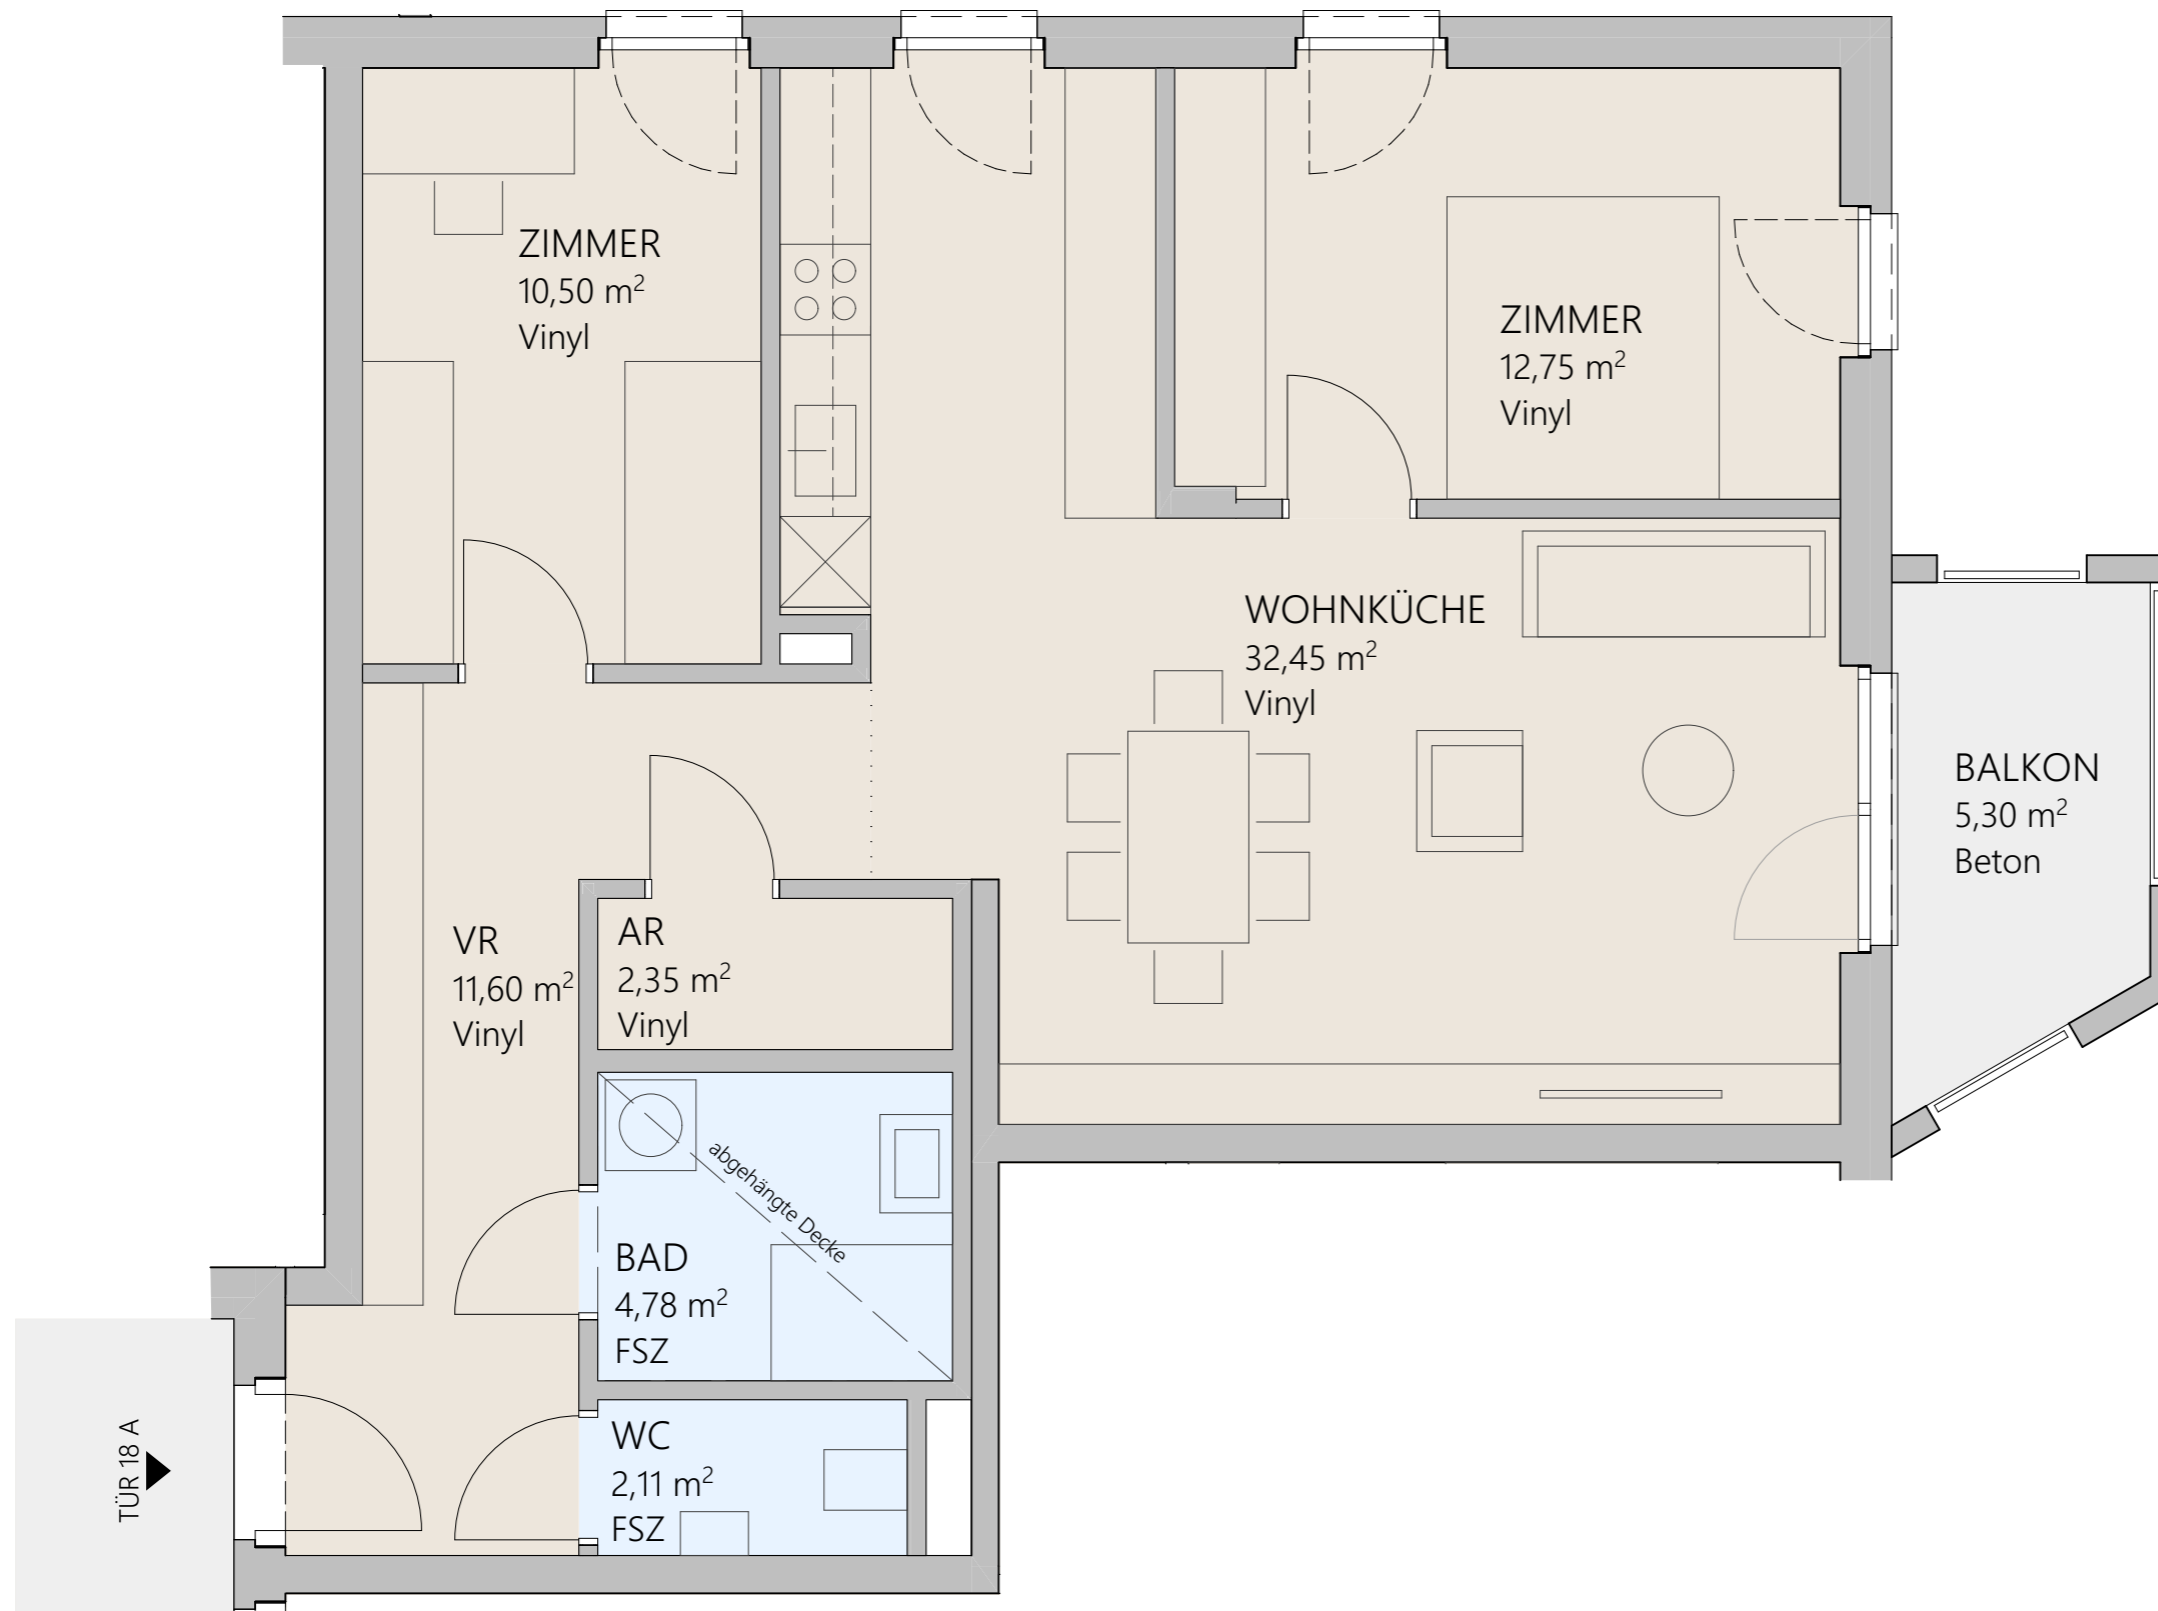 ZIMMER
10,50 m²
Vinyl
ZIMMER
12,75 m²
Vinyl
WOHNKÜCHE
32,45 m²
Vinyl
BALKON
5,30 m²
Beton
VR
11,60 m²
Vinyl
AR
2,35 m²
Vinyl
abgehängte Decke
BAD
4,78 m²
FSZ
WC
2,11 m²
FSZ
TÜR 18 A